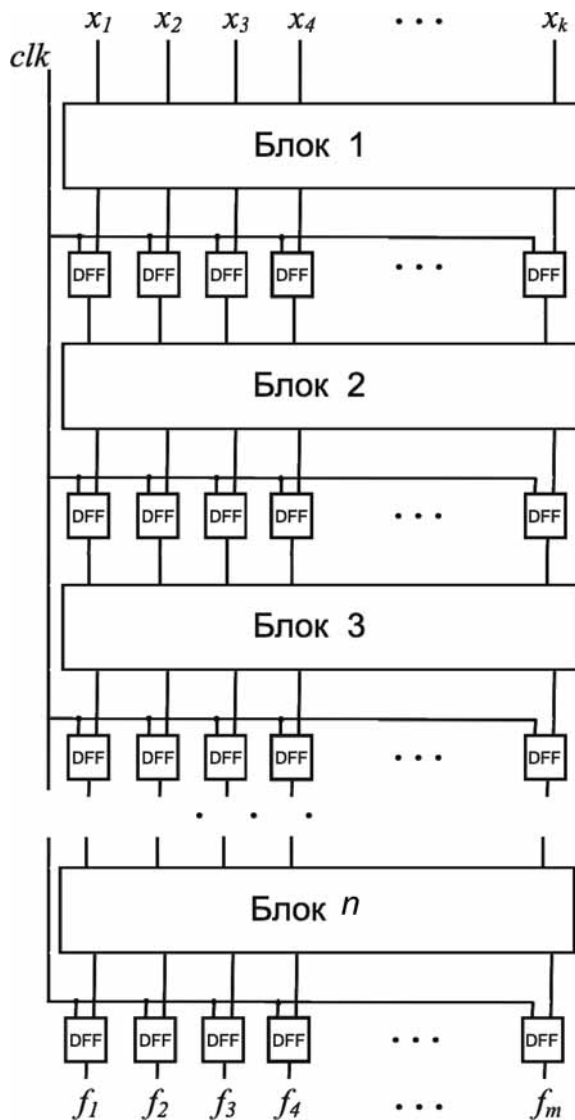 x₁ x₂ x₃ x₄ • • • xₖ
clk
Блок 1
DFF DFF DFF DFF • • • DFF
Блок 2
DFF DFF DFF DFF • • • DFF
Блок 3
DFF DFF DFF DFF • • • DFF
• • •
Блок n
DFF DFF DFF DFF • • • DFF
f₁ f₂ f₃ f₄ • • • fₘ